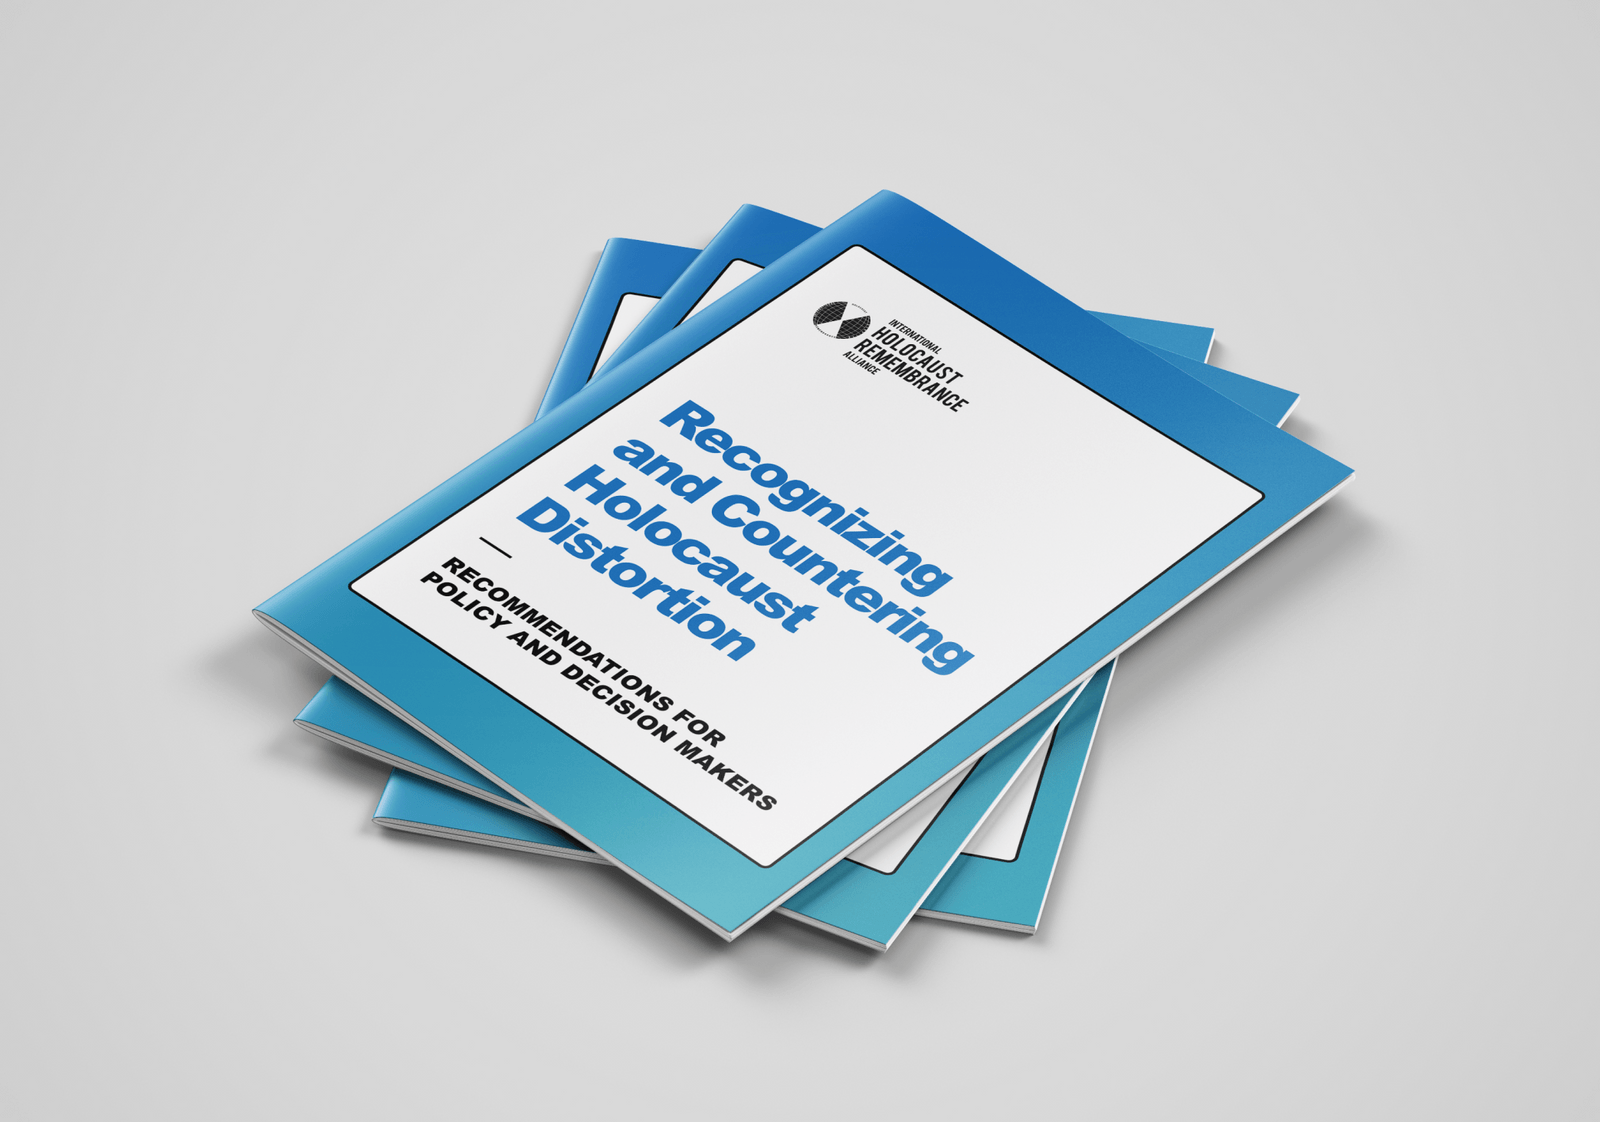 INTERNATIONAL
HOLOCAUST
REMEMBRANCE
ALLIANCE
Recognizing
and Countering
Holocaust
Distortion
RECOMMENDATIONS FOR
POLICY AND DECISION MAKERS